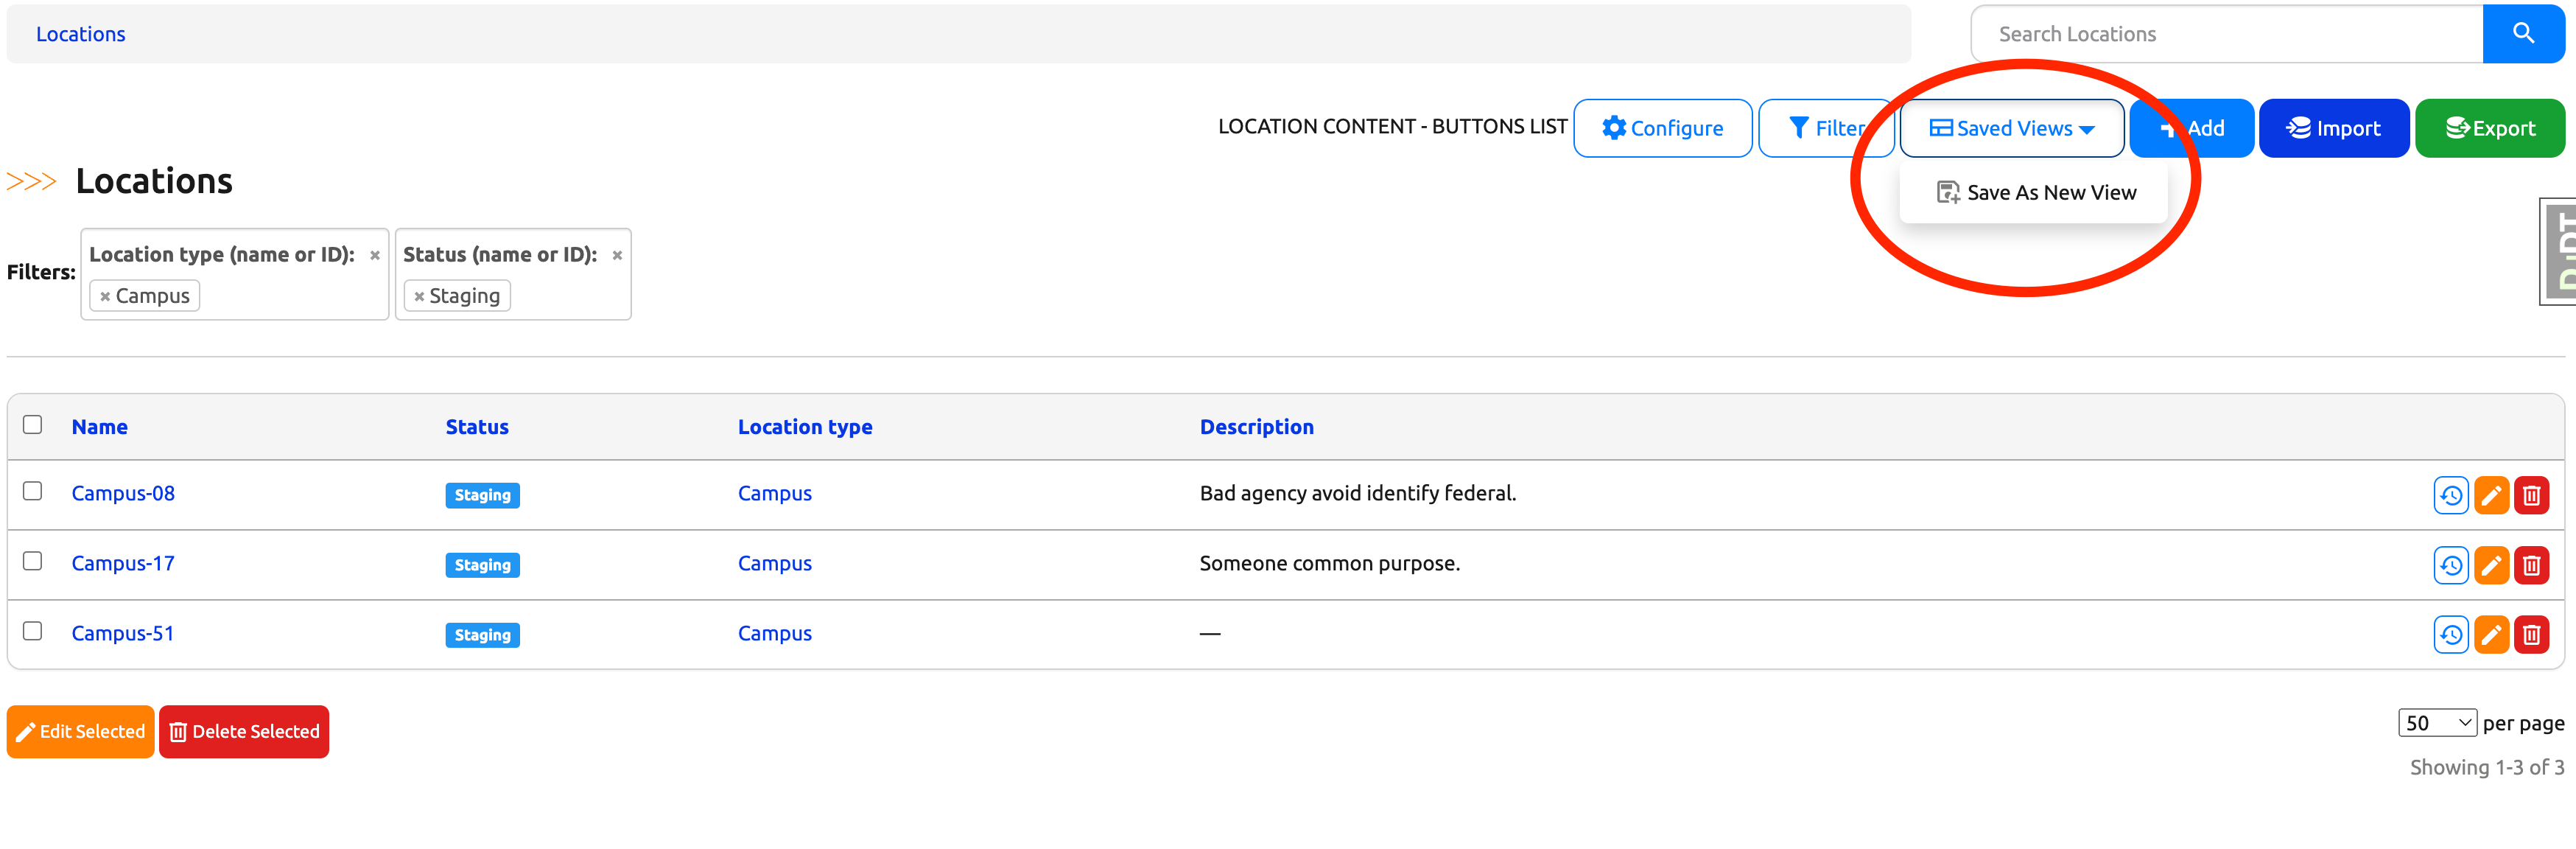 Locations
Search Locations
LOCATION CONTENT - BUTTONS LIST Configure Filter Saved Views Add Import Export
Save As New View
>>> Locations
Filters: Location type (name or ID): × Status (name or ID): ×
× Campus × Staging
DjDT
Name Status Location type Description
Campus-08 Staging Campus Bad agency avoid identify federal.
Campus-17 Staging Campus Someone common purpose.
Campus-51 Staging Campus —
Edit Selected Delete Selected 50 per page
Showing 1-3 of 3